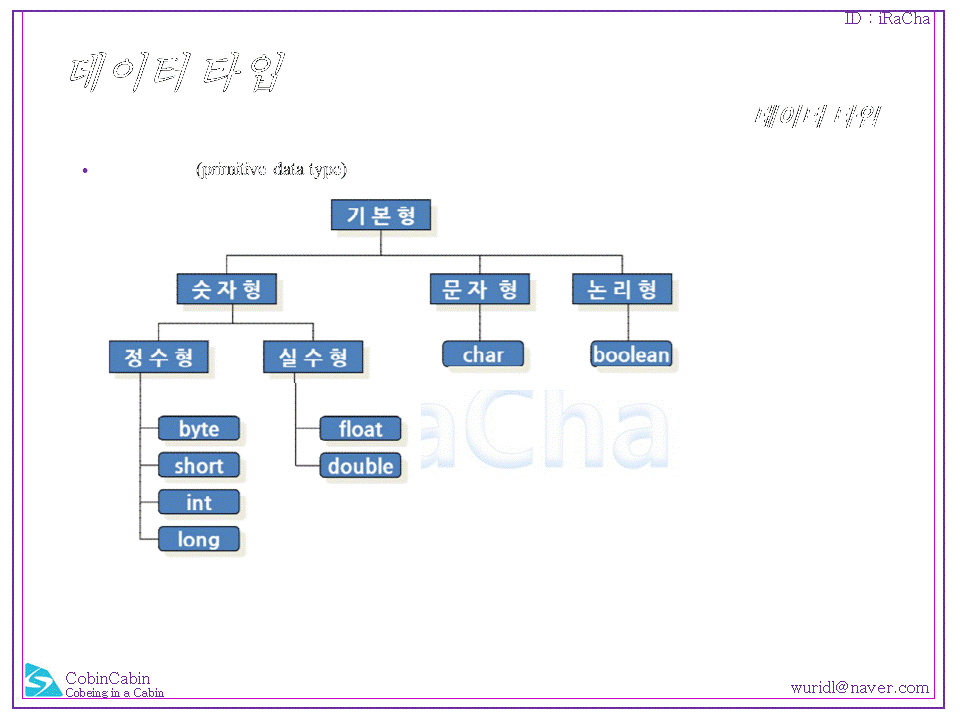 ID : iRaCha
데이터 타입
데이터 타입
• (primitive data type)
기 본 형
숫 자 형
문 자 형
논 리 형
정 수 형
실 수 형
char
boolean
byte
float
short
double
int
long
aCha
CobinCabin
Cobeing in a Cabin
wuridl@naver.com